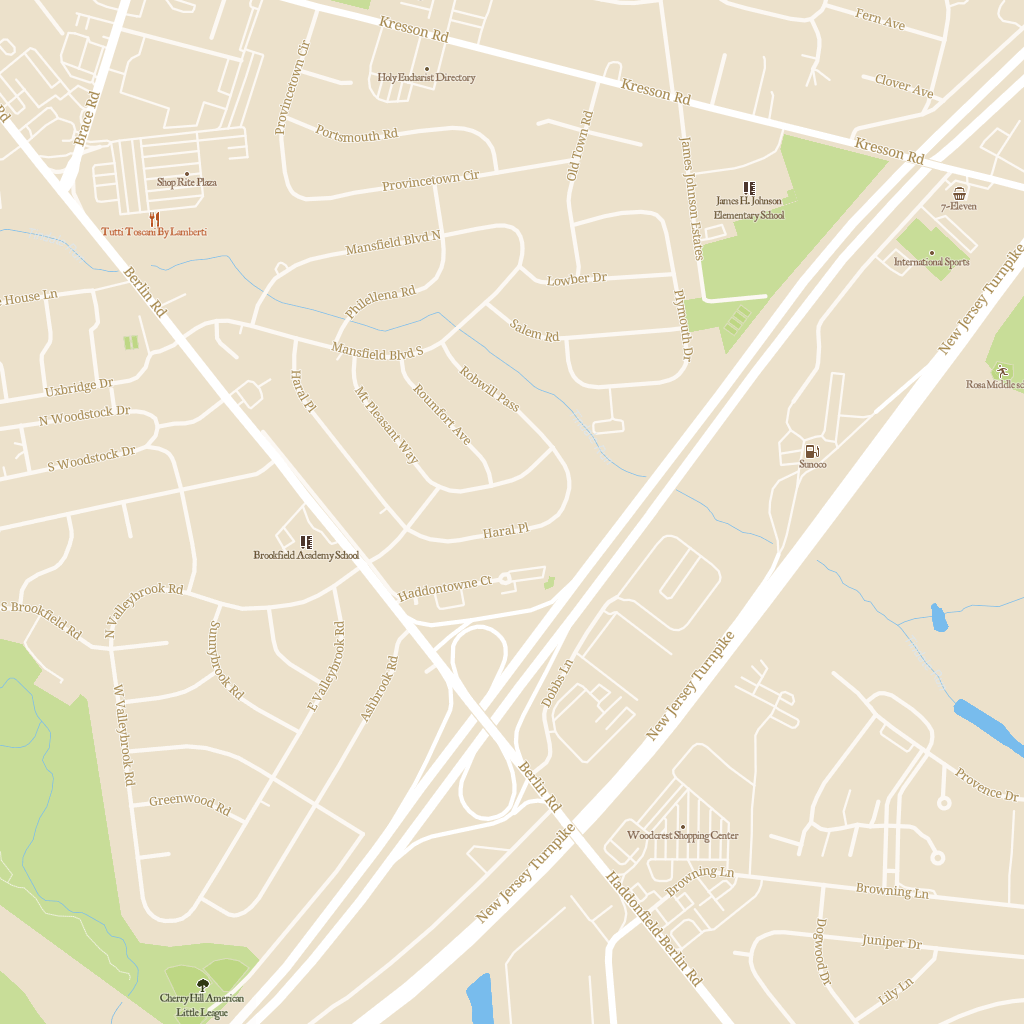 Fern Ave
Kresson Rd
Provincetown Cir
Holy Eucharist Directory
Clover Ave
Kresson Rd
Rd
Brace Rd
Portsmouth Rd
Old Town Rd
James Johnson Estates
Kresson Rd
Shop Rite Plaza
Provincetown Cir
James H. Johnson
Elementary School
7-Eleven
Tutti Toscani By Lamberti
Mansfield Blvd N
International Sports
Berlin Rd
Lowber Dr
New Jersey Turnpike
House Ln
Philellena Rd
Plymouth Dr
Salem Rd
Mansfield Blvd S
Uxbridge Dr
Haral Pl
Mt Pleasant Way
Roumfort Ave
Robwill Pass
Rosa Middle
N Woodstock Dr
S Woodstock Dr
Sunoco
Haral Pl
Brookfield Academy School
Haddontowne Ct
S Brookfield Rd
N Valleybrook Rd
Sunnybrook Rd
E Valleybrook Rd
Ashbrook Rd
Dobbs Ln
New Jersey Turnpike
W Valleybrook Rd
Berlin Rd
Provence Dr
Greenwood Rd
Woodcrest Shopping Center
New Jersey Turnpike
Browning Ln
Browning Ln
Haddonfield-Berlin Rd
Dogwood Dr
Juniper Dr
Lily Ln
Cherry Hill American
Little League